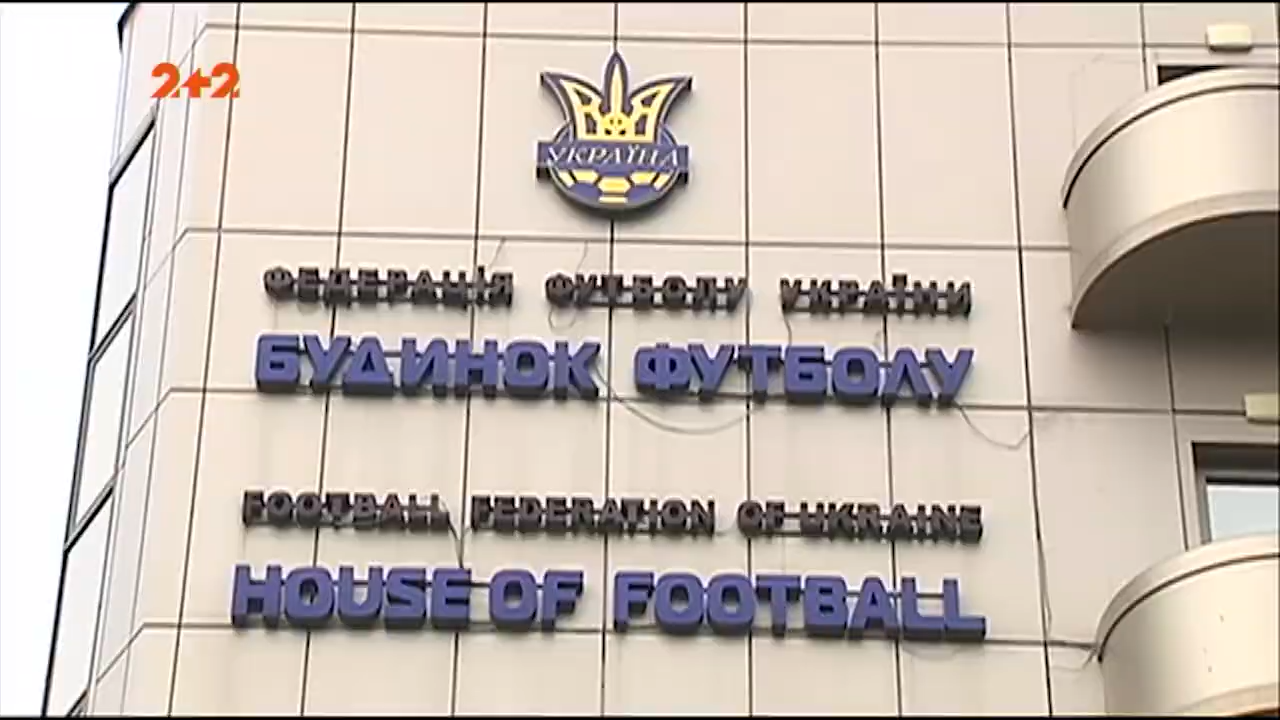 2+2
УКРАЇНА
ФЕДЕРАЦІЯ ФУТБОЛУ УКРАЇНИ
БУДИНОК ФУТБОЛУ
FOOTBALL FEDERATION OF UKRAINE
HOUSE OF FOOTBALL